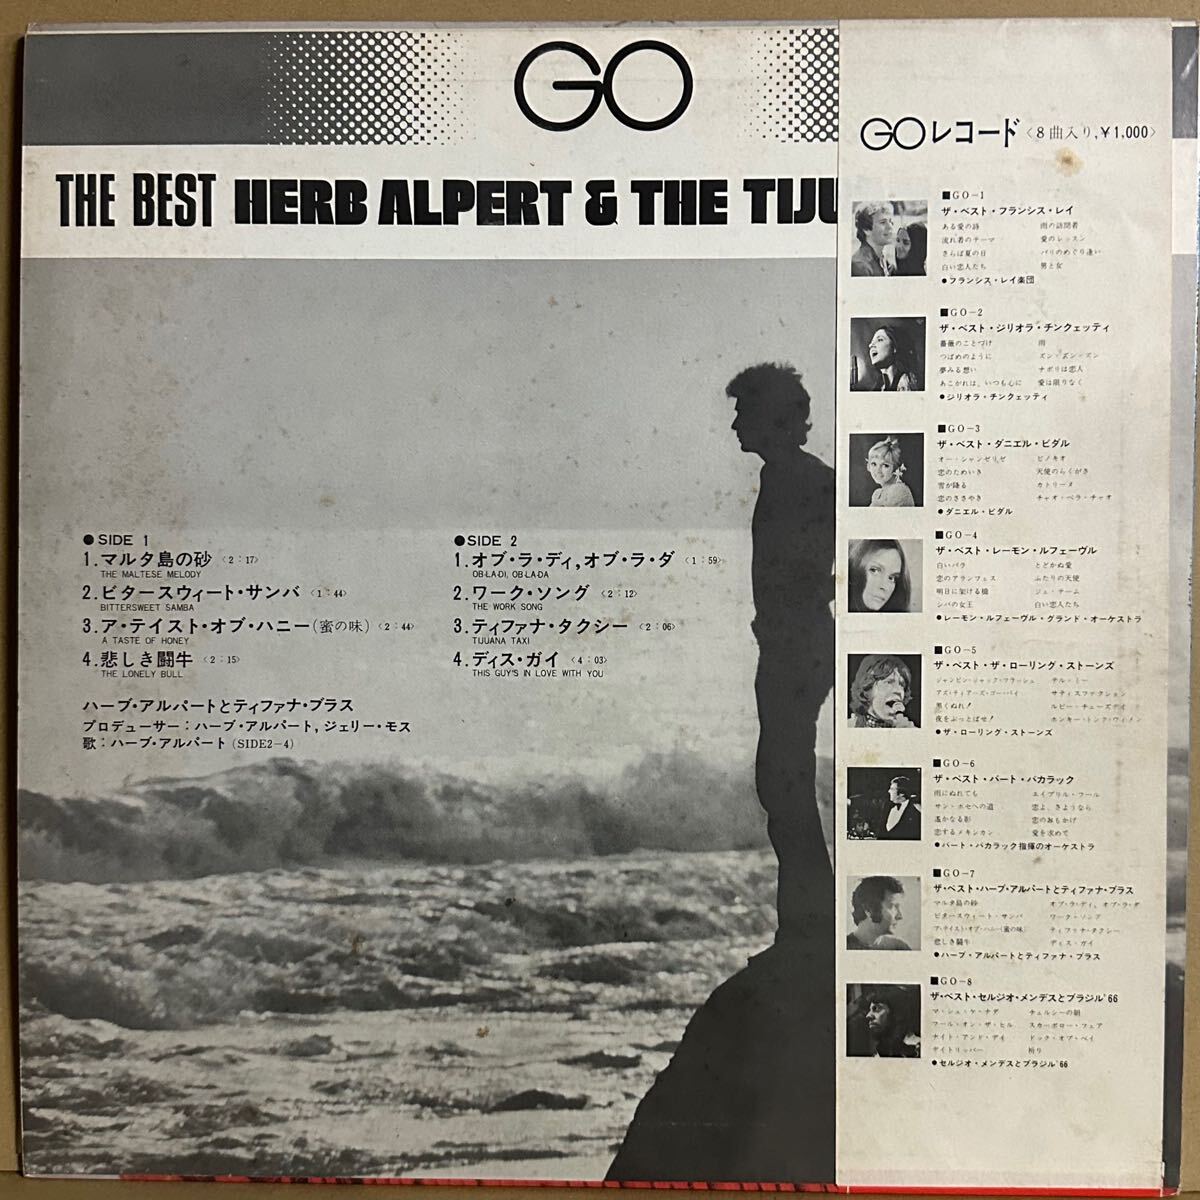 GO
THE BEST HERB ALPERT & THE TIJU
●SIDE 1
1.マルタ島の砂〈2:17〉
THE MALTESE MELODY
2.ビタースウィート・サンバ〈1:44〉
BITTERSWEET SAMBA
3.ア・テイスト・オブ・ハニー(蜜の味)〈2:44〉
A TASTE OF HONEY
4.悲しき闘牛〈2:15〉
THE LONELY BULL
ハーブ・アルパートとティファナ・ブラス
プロデューサー:ハーブ・アルパート,ジェリー・モス
歌:ハーブ・アルパート(SIDE2-4)
●SIDE 2
1.オブ・ラ・ディ,オブ・ラ・ダ〈1:59〉
OB-LA-DI, OB-LA-DA
2.ワーク・ソング〈2:12〉
THE WORK SONG
3.ティファナ・タクシー〈2:06〉
TIJUANA TAXI
4.ディス・ガイ〈4:03〉
THIS GUY'S IN LOVE WITH YOU
GOレコード〈8曲入り,¥1,000〉
■GO-1
ザ・ベスト・フランシス・レイ
ある愛の詩 雨の訪問者
流れ者のテーマ 愛のレッスン
さらば夏の日 パリのめぐり逢い
白い恋人たち 男と女
●フランシス・レイ楽団
■GO-2
ザ・ベスト・ジリオラ・チンクェッティ
薔薇のことづけ 雨
つばめのように ズン・ズン・ズン
夢みる想い ナポリは恋人
あこがれは、いつも心に 愛は限りなく
●ジリオラ・チンクェッティ
■GO-3
ザ・ベスト・ダニエル・ビダル
オー・シャンゼリゼ ピノキオ
恋のためいき 天使のらくがき
雪が降る カトリーヌ
恋のささやき チャオ・ベラ・チャオ
●ダニエル・ビダル
■GO-4
ザ・ベスト・レーモン・ルフェーヴル
白いバラ とどかぬ愛
恋のアランフェス ふたりの天使
明日に架ける橋 ジュ・テーム
シバの女王 白い恋人たち
●レーモン・ルフェーヴル・グランド・オーケストラ
■GO-5
ザ・ベスト・ザ・ローリング・ストーンズ
ジャンピン・ジャック・フラッシュ テル・ミー
アズ・ティアーズ・ゴー・バイ サティスファクション
黒くぬれ! ルビー・チューズデイ
夜をぶっとばせ! ホンキー・トンク・ウィメン
●ザ・ローリング・ストーンズ
■GO-6
ザ・ベスト・バート・バカラック
雨にぬれても エイプリル・フール
サン・ホセへの道 恋よ、さようなら
遥かなる影 恋のおもかげ
恋するメキシカン 愛を求めて
●バート・バカラック指揮のオーケストラ
■GO-7
ザ・ベスト・ハーブ・アルパートとティファナ・ブラス
マルタ島の砂 オブ・ラ・ディ, オブ・ラ・ダ
ビタースウィート・サンバ ワーク・ソング
ア・テイスト・オブ・ハニー(蜜の味) ティファナ・タクシー
悲しき闘牛 ディス・ガイ
●ハーブ・アルパートとティファナ・ブラス
■GO-8
ザ・ベスト・セルジオ・メンデスとブラジル'66
マ・シュ・ケ・ナダ チェルシーの朝
フール・オン・ザ・ヒル スカーボロー・フェア
ナイト・アンド・デイ ドック・オブ・ベイ
デイトリッパー 祈り
●セルジオ・メンデスとブラジル'66